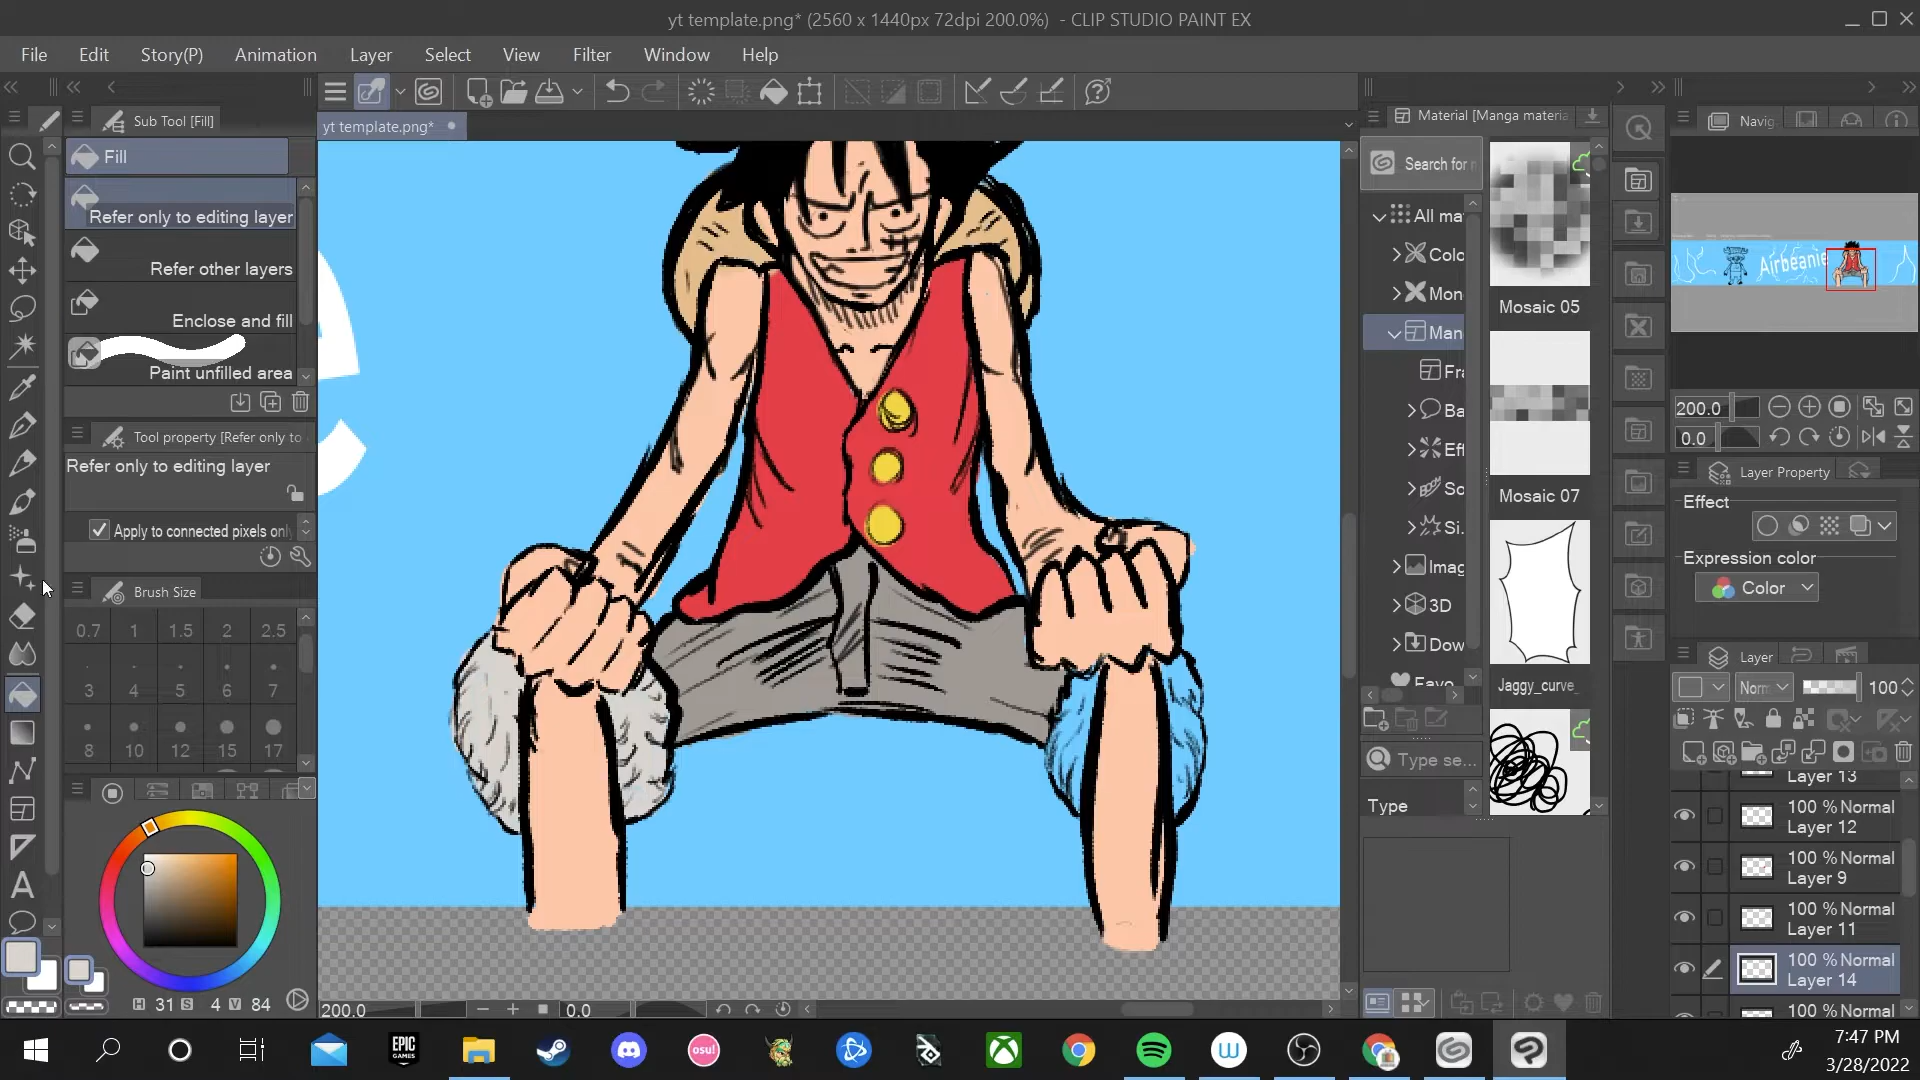 yt template.png* (2560 x 1440px 72dpi 200.0%) - CLIP STUDIO PAINT EX
File Edit Story(P) Animation Layer Select View Filter Window Help
Sub Tool [Fill]
yt template.png*
Material [Manga materia
Navig
Fill
Search for
Refer only to editing layer
Refer other layers
Enclose and fill
Paint unfilled area
Tool property [Refer only to
Refer only to editing layer
Apply to connected pixels onl
Brush Size
0.7 1 1.5 2 2.5
3 4 5 6 7
8 10 12 15 17
H 31 S 4 V 84
200.0 0.0
All ma
Colo
Mon
Man
Fra
Ba
Eff
So
Si..
Imag
3D
Dow
Favo
Type se...
Type
Mosaic 05
Mosaic 07
Jaggy_curve_
Airbeanie
200.0
0.0
Layer Property
Effect
Expression color
Color
Layer
Norm 100
Layer 13
100 % Normal
Layer 12
100 % Normal
Layer 9
100 % Normal
Layer 11
100 % Normal
Layer 14
100 % Normal
EPIC
GAMES
osu!
W
7:47 PM
3/28/2022